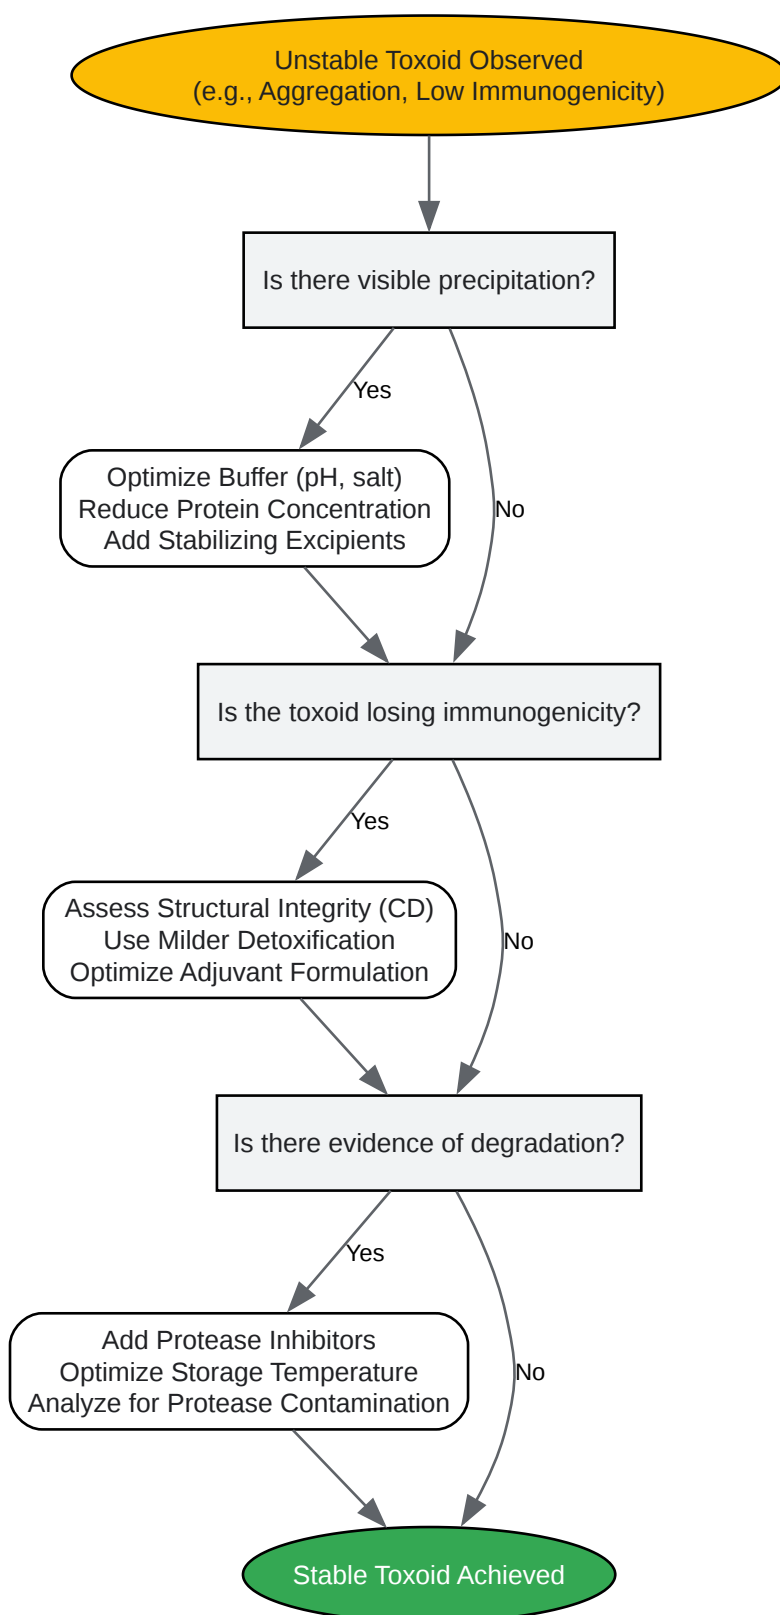 Unstable Toxoid Observed
(e.g., Aggregation, Low Immunogenicity)
Is there visible precipitation?
Yes
Optimize Buffer (pH, salt)
Reduce Protein Concentration
Add Stabilizing Excipients
No
Is the toxoid losing immunogenicity?
Yes
Assess Structural Integrity (CD)
Use Milder Detoxification
Optimize Adjuvant Formulation
No
Is there evidence of degradation?
Yes
Add Protease Inhibitors
Optimize Storage Temperature
Analyze for Protease Contamination
No
Stable Toxoid Achieved